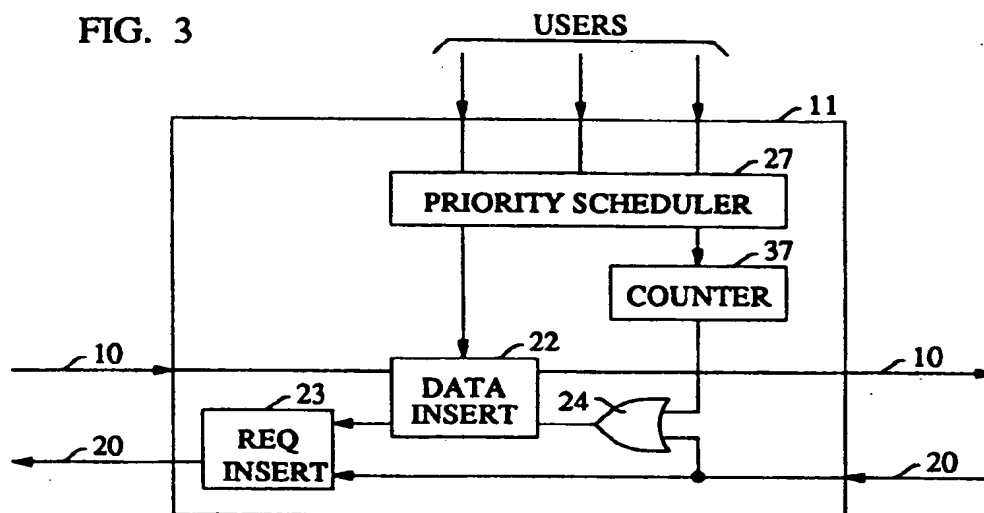 FIG. 3
USERS
11
27
PRIORITY SCHEDULER
37
COUNTER
10
22
10
DATA
INSERT
24
23
REQ
INSERT
20
20